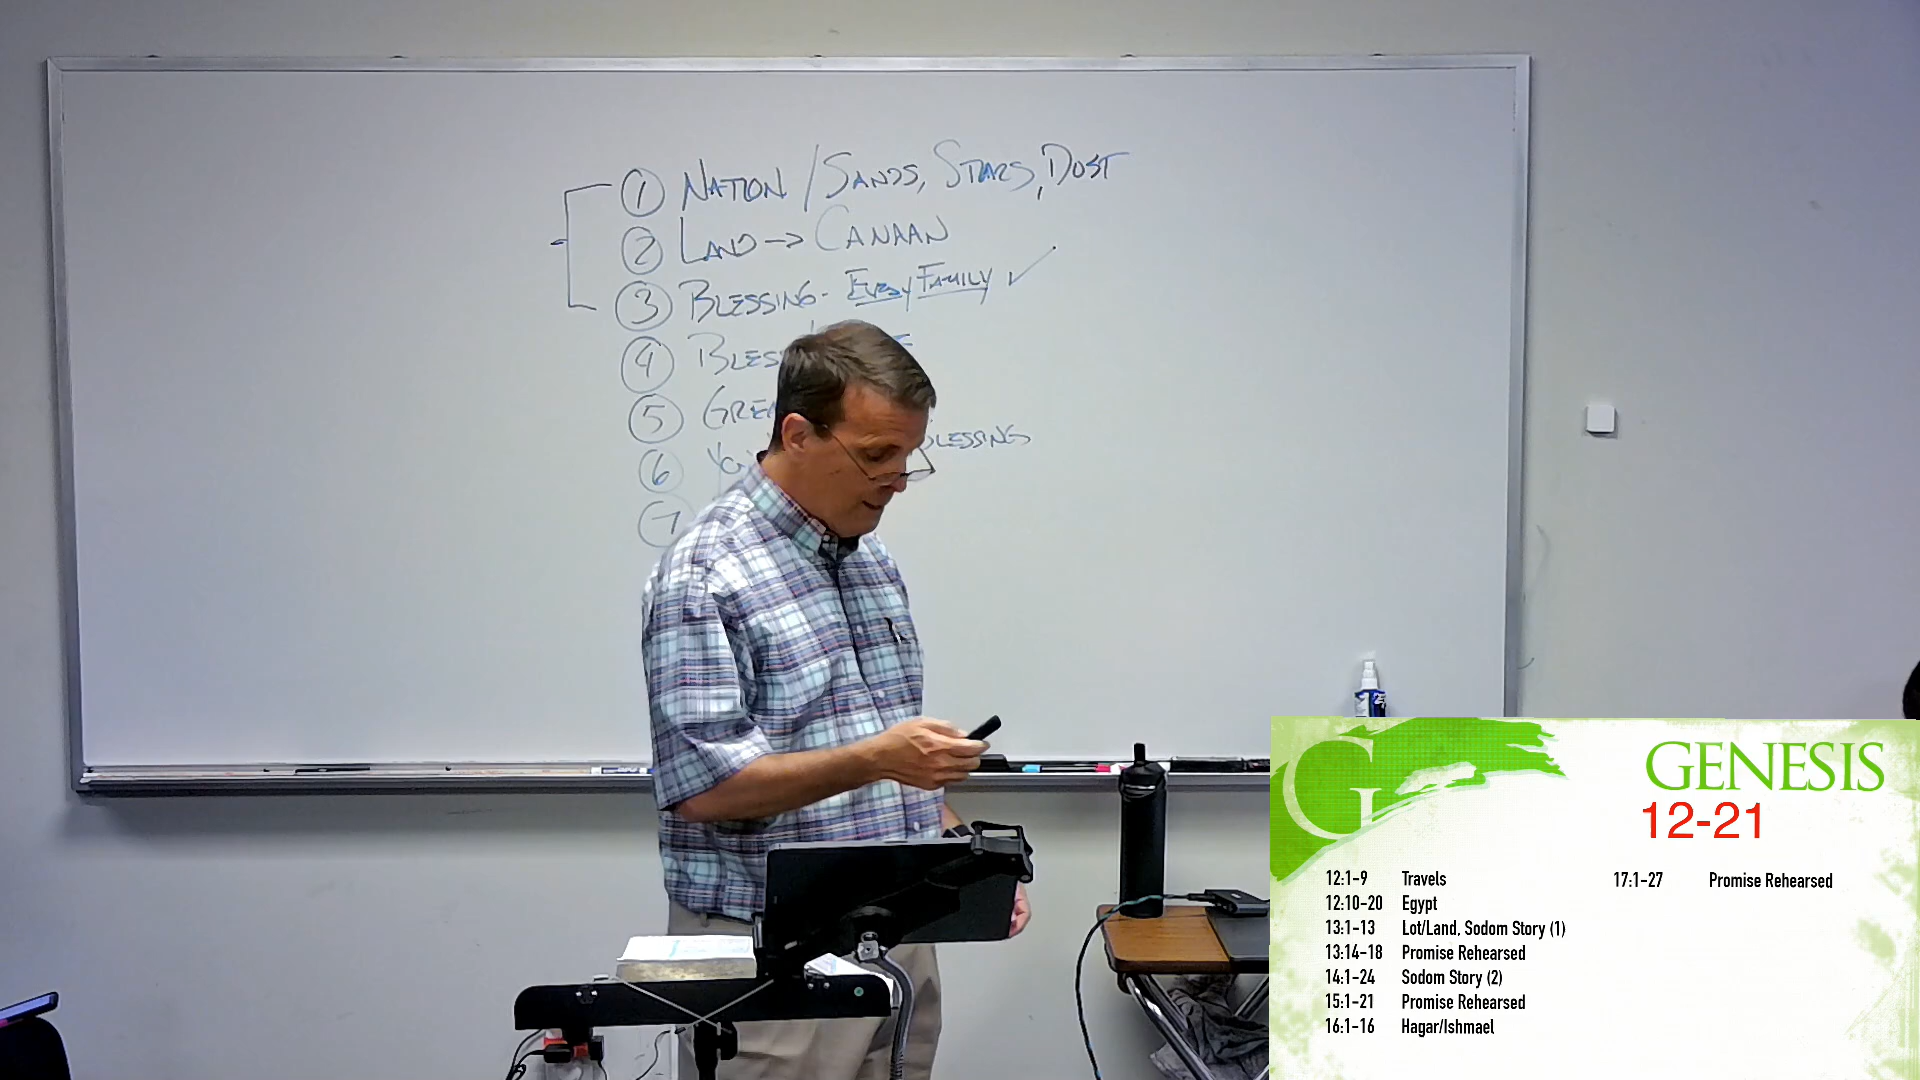 ① NATION / SANDS, STARS, DUST
② LAND → CANAAN
③ BLESSING - EVERY FAMILY ✓
④ BLESS
⑤ GREA
⑥ YOU BLESSING
⑦
G GENESIS
12-21
12:1-9 Travels
12:10-20 Egypt
13:1-13 Lot/Land, Sodom Story (1)
13:14-18 Promise Rehearsed
14:1-24 Sodom Story (2)
15:1-21 Promise Rehearsed
16:1-16 Hagar/Ishmael
17:1-27 Promise Rehearsed